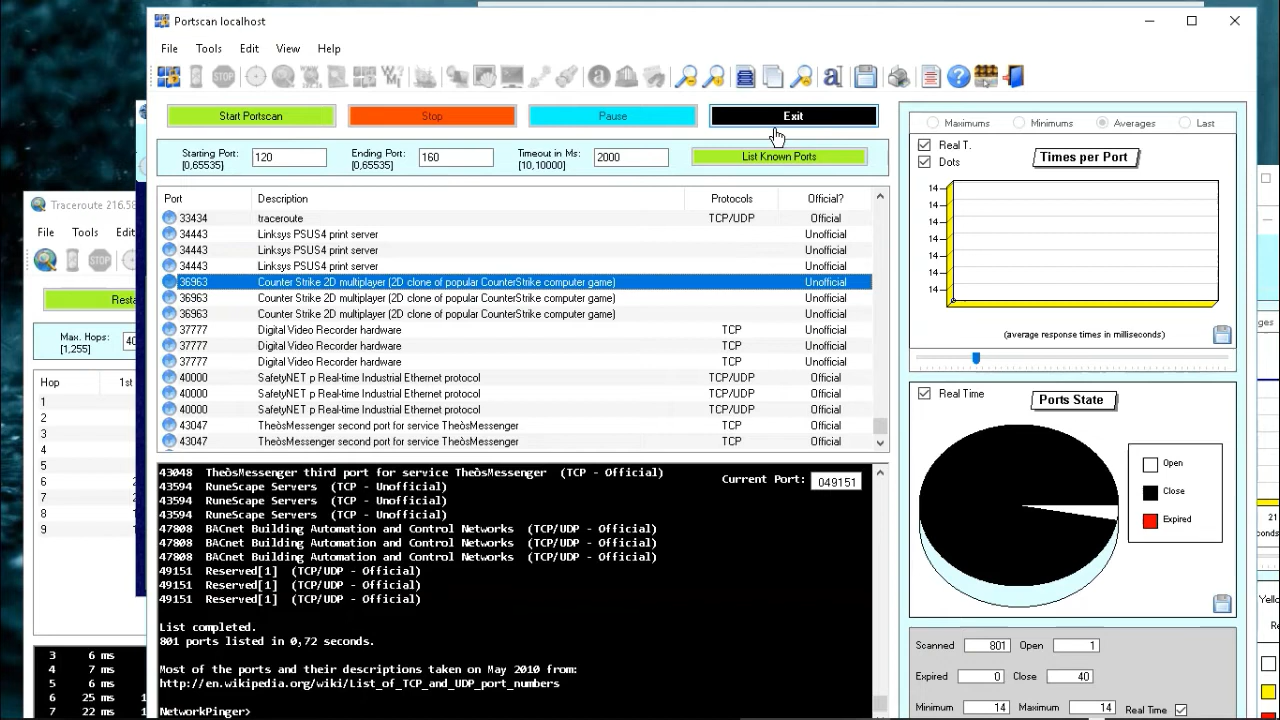 Portscan localhost
File Tools Edit View Help
Start Portscan
Stop
Pause
Exit
Starting Port:
[0,65535]
120
Ending Port:
[0,65535]
160
Timeout in Ms:
[10,10000]
2000
List Known Ports
Port Description Protocols Official?
33434 traceroute TCP/UDP Official
34443 Linksys PSUS4 print server Unofficial
34443 Linksys PSUS4 print server Unofficial
34443 Linksys PSUS4 print server Unofficial
36963 Counter Strike 2D multiplayer (2D clone of popular CounterStrike computer game) Unofficial
36963 Counter Strike 2D multiplayer (2D clone of popular CounterStrike computer game) Unofficial
36963 Counter Strike 2D multiplayer (2D clone of popular CounterStrike computer game) Unofficial
37777 Digital Video Recorder hardware TCP Unofficial
37777 Digital Video Recorder hardware TCP Unofficial
37777 Digital Video Recorder hardware TCP Unofficial
40000 SafetyNET p Real-time Industrial Ethernet protocol TCP/UDP Official
40000 SafetyNET p Real-time Industrial Ethernet protocol TCP/UDP Official
40000 SafetyNET p Real-time Industrial Ethernet protocol TCP/UDP Official
43047 TheòsMessenger second port for service TheòsMessenger TCP Official
43047 TheòsMessenger second port for service TheòsMessenger TCP Official
43048 TheòsMessenger third port for service TheòsMessenger (TCP - Official)
43594 RuneScape Servers (TCP - Unofficial)
43594 RuneScape Servers (TCP - Unofficial)
43594 RuneScape Servers (TCP - Unofficial)
47808 BACnet Building Automation and Control Networks (TCP/UDP - Official)
47808 BACnet Building Automation and Control Networks (TCP/UDP - Official)
47808 BACnet Building Automation and Control Networks (TCP/UDP - Official)
49151 Reserved[1] (TCP/UDP - Official)
49151 Reserved[1] (TCP/UDP - Official)
49151 Reserved[1] (TCP/UDP - Official)
List completed.
801 ports listed in 0,72 seconds.
Most of the ports and their descriptions taken on May 2010 from:
http://en.wikipedia.org/wiki/List_of_TCP_and_UDP_port_numbers
NetworkPinger>
Current Port: 049151
Maximums Minimums Averages Last
Real T.
Dots
Times per Port
14
14
14
14
14
14
14
(average response times in milliseconds)
Real Time
Ports State
Open
Close
Expired
Scanned 801 Open 1
Expired 0 Close 40
Minimum 14 Maximum 14 Real Time
Traceroute 216.58
File Tools Edit
STOP
Max. Hops:
[1,255]
Hop 1st
1
2
3
4
5
6
7
8
9
3 6 ms
4 7 ms
5 6 ms
6 25 ms 1
7 22 ms 1
21